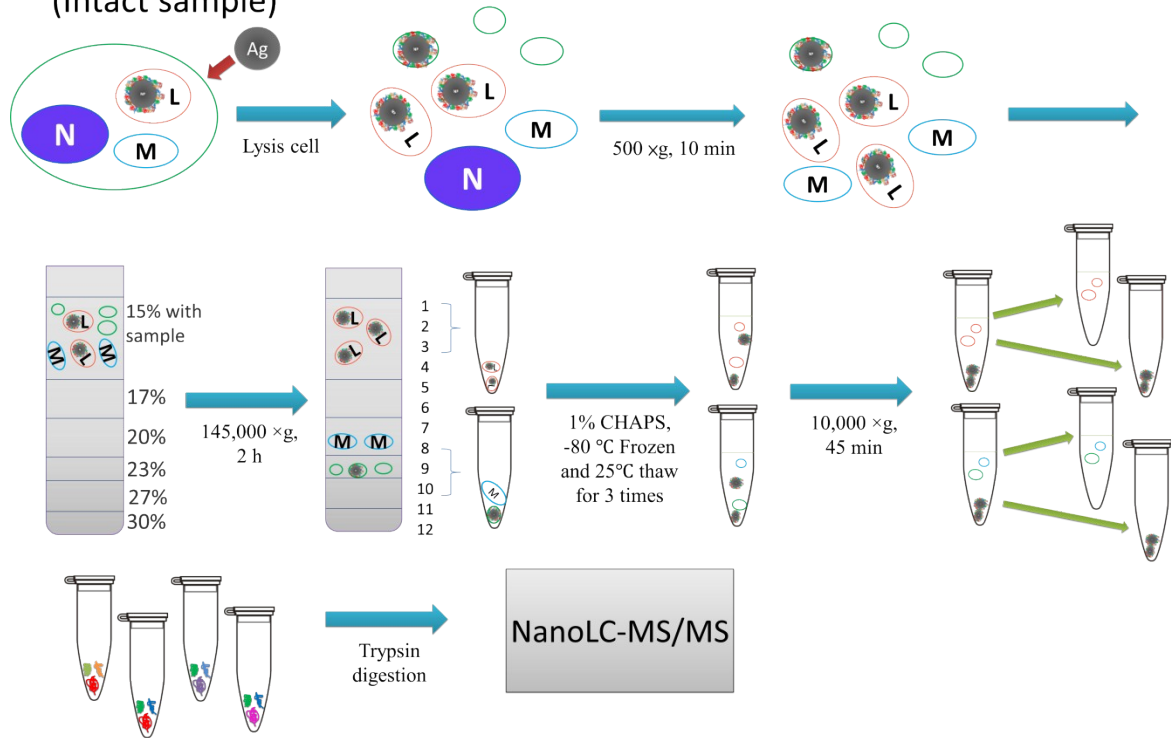 (intact sample)
Ag
L
N
M
Lysis cell
L
L
M
N
500 ×g, 10 min
L
L
M
M
L
15% with
sample
L
M
L
M
17%
20%
23%
27%
30%
145,000 ×g,
2 h
L
L
L
M
M
1
2
3
4
5
6
7
8
9
10
11
12
M
1% CHAPS,
-80 ℃ Frozen
and 25℃ thaw
for 3 times
10,000 ×g,
45 min
Trypsin
digestion
NanoLC-MS/MS